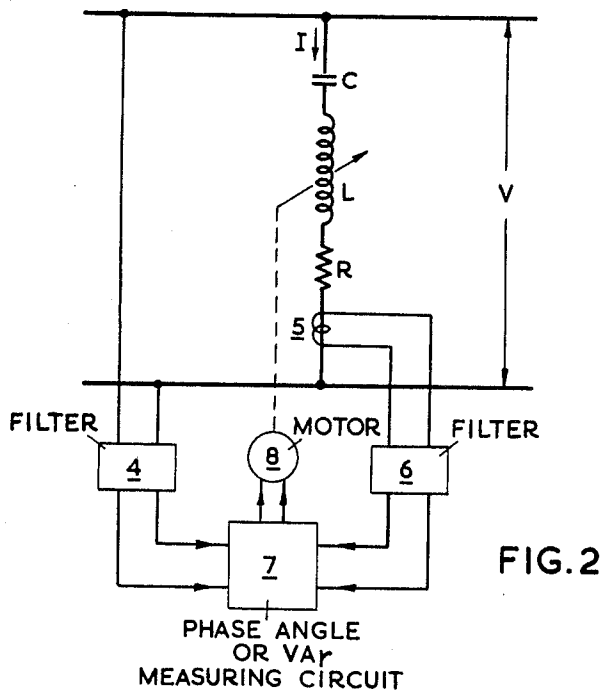 I
C
L
V
R
5
FILTER
MOTOR
FILTER
4
8
6
7
FIG.2
PHASE ANGLE
OR VAr
MEASURING CIRCUIT